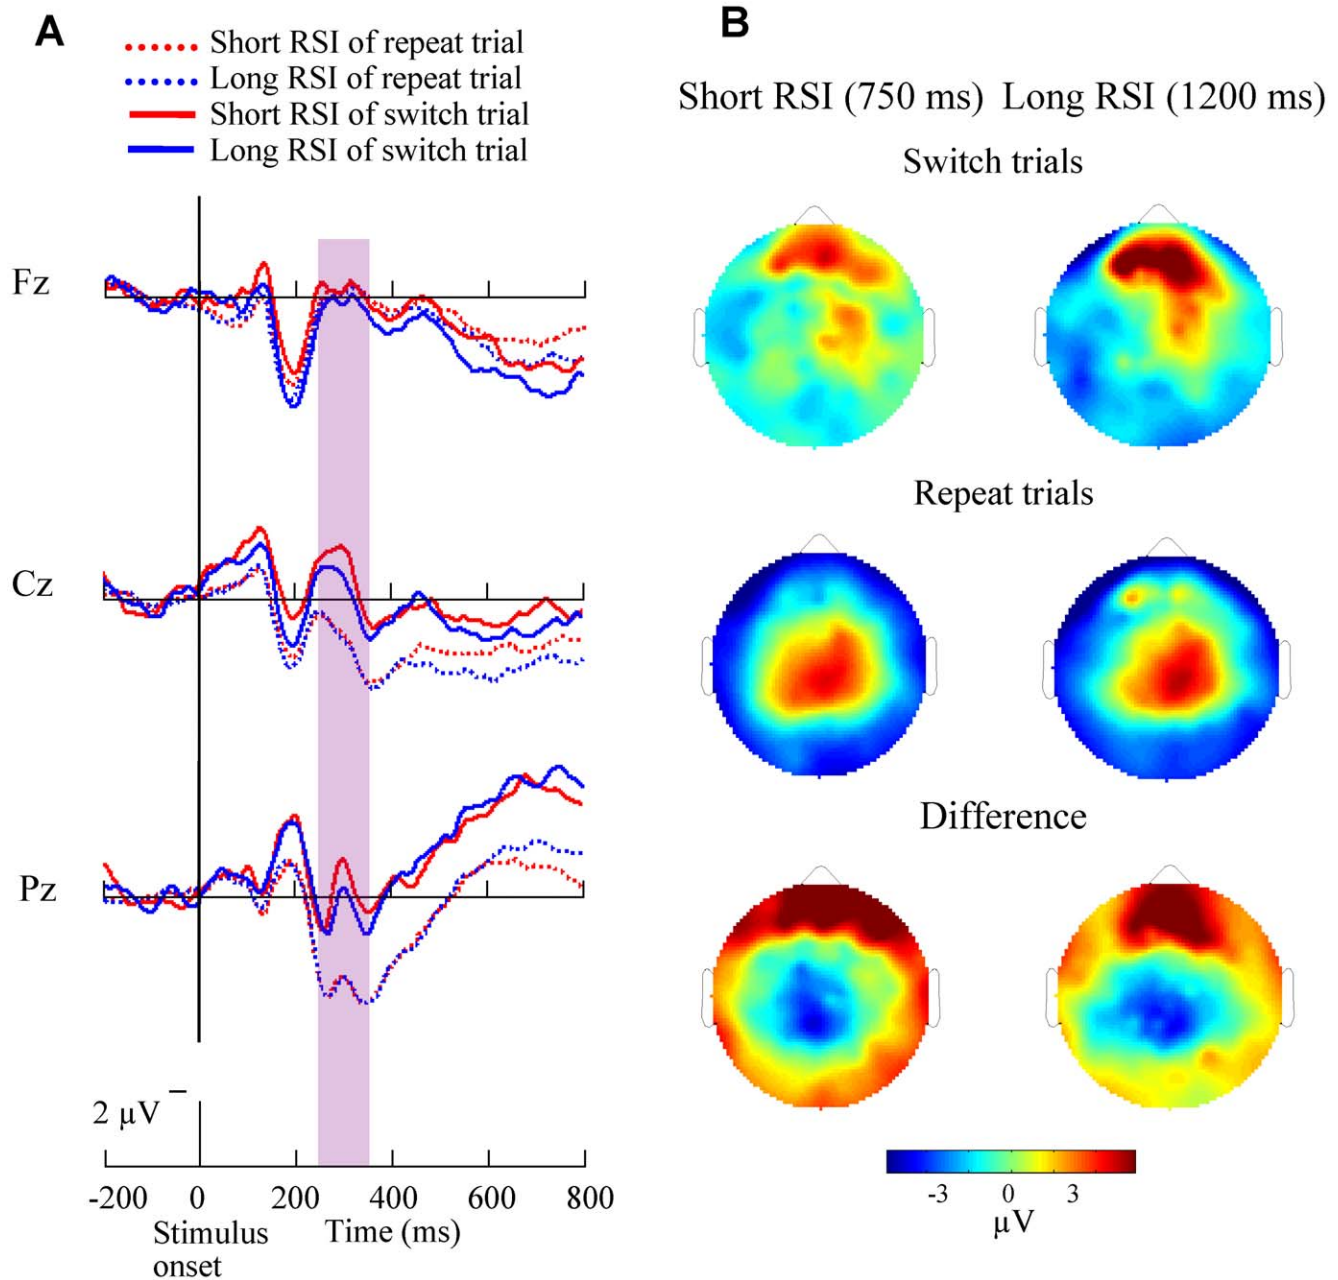 A
Short RSI of repeat trial
Long RSI of repeat trial
Short RSI of switch trial
Long RSI of switch trial
Fz
Cz
Pz
2 µV
-200 0 200 400 600 800
Stimulus onset
Time (ms)
B
Short RSI (750 ms) Long RSI (1200 ms)
Switch trials
Repeat trials
Difference
-3 0 3
µV